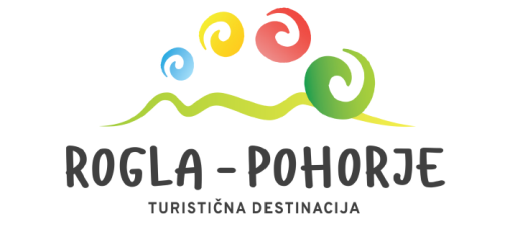 ROGLA - POHORJE
TURISTIČNA DESTINACIJA